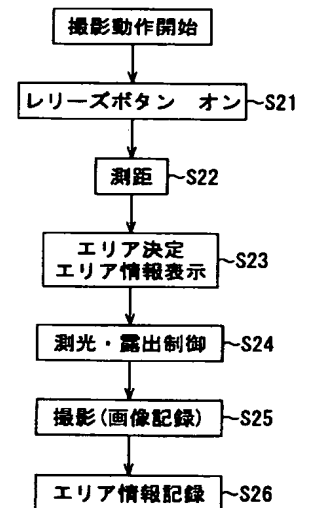 撮影動作開始
レリーズボタン オン ~S21
測距 ~S22
エリア決定
エリア情報表示 ~S23
測光・露出制御 ~S24
撮影(画像記録) ~S25
エリア情報記録 ~S26